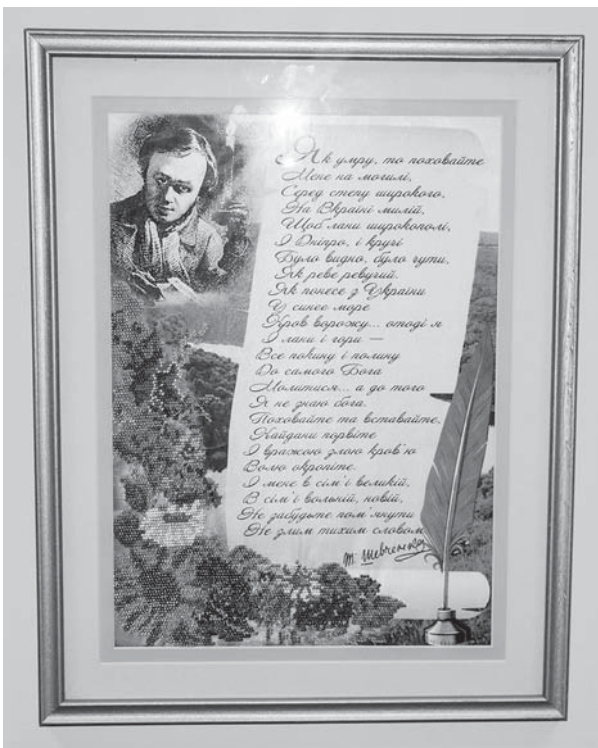 Як умру, то поховайте
Мене на могилі,
Серед степу широкого,
На Вкраїні милій,
Щоб лани широкополі,
І Дніпро, і кручі
Було видно, було чути,
Як реве ревучий.
Як понесе з України
У синєе море
Кров ворожу... отоді я
І лани і гори —
Все покину і полину
До самого Бога
Молитися... а до того
Я не знаю бога.
Поховайте та вставайте,
Кайдани порвіте
І вражою злою кров'ю
Волю окропіте.
І мене в сім'ї великій,
В сім'ї вольній, новій,
Не забудьте пом'янути
Не злим тихим словом
Т. Шевченко